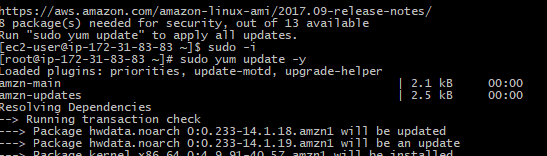 https://aws.amazon.com/amazon-linux-ami/2017.09-release-notes/
8 package(s) needed for security, out of 13 available
Run "sudo yum update" to apply all updates.
[ec2-user@ip-172-31-83-83 ~]$ sudo -i
[root@ip-172-31-83-83 ~]# sudo yum update -y
Loaded plugins: priorities, update-motd, upgrade-helper
amzn-main | 2.1 kB 00:00
amzn-updates | 2.5 kB 00:00
Resolving Dependencies
--> Running transaction check
---> Package hwdata.noarch 0:0.233-14.1.18.amzn1 will be updated
---> Package hwdata.noarch 0:0.233-14.1.19.amzn1 will be an update
---> Package kernel.x86_64 0:4.9.91-40.57.amzn1 will be installed